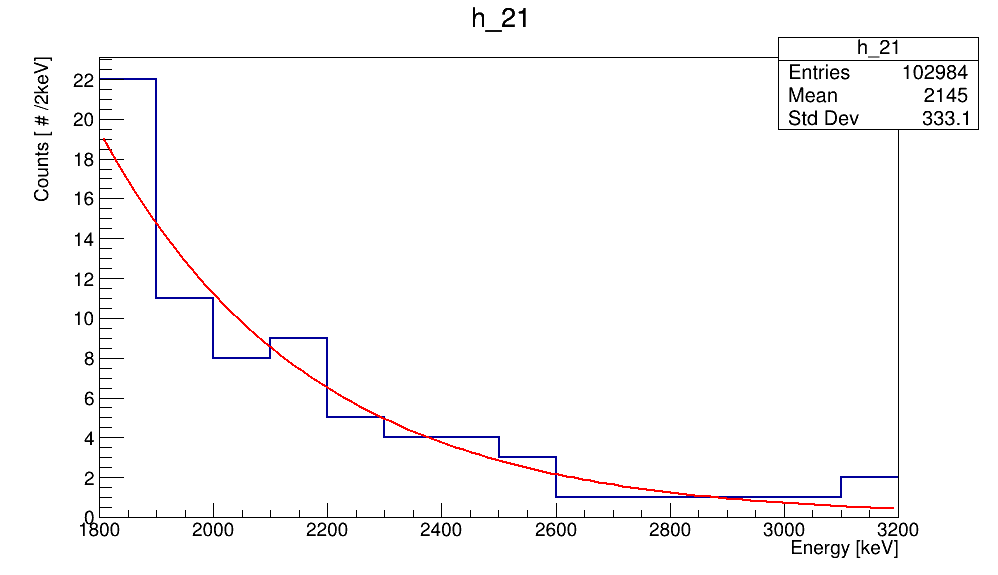 h_21
h_21
Entries 102984
Mean 2145
Std Dev 333.1
Counts [ # /2keV]
22
20
18
16
14
12
10
8
6
4
2
0
1800 2000 2200 2400 2600 2800 3000 3200
Energy [keV]